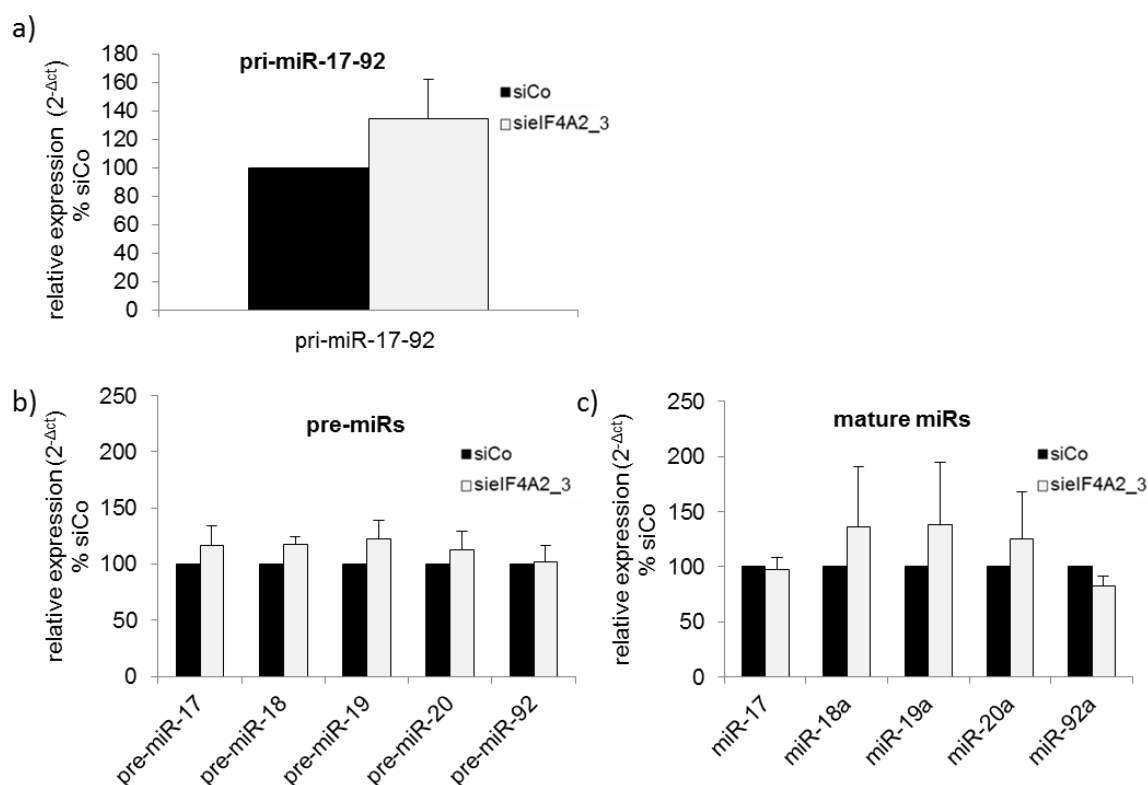 a)
pri-miR-17-92
relative expression (2-Δct)
% siCo
180
160
140
120
100
80
60
40
20
0
siCo
sieIF4A2_3
pri-miR-17-92
b)
pre-miRs
relative expression (2-Δct)
% siCo
250
200
150
100
50
0
siCo
sieIF4A2_3
pre-miR-17
pre-miR-18
pre-miR-19
pre-miR-20
pre-miR-92
c)
mature miRs
relative expression (2-Δct)
% siCo
250
200
150
100
50
0
siCo
sieIF4A2_3
miR-17
miR-18a
miR-19a
miR-20a
miR-92a